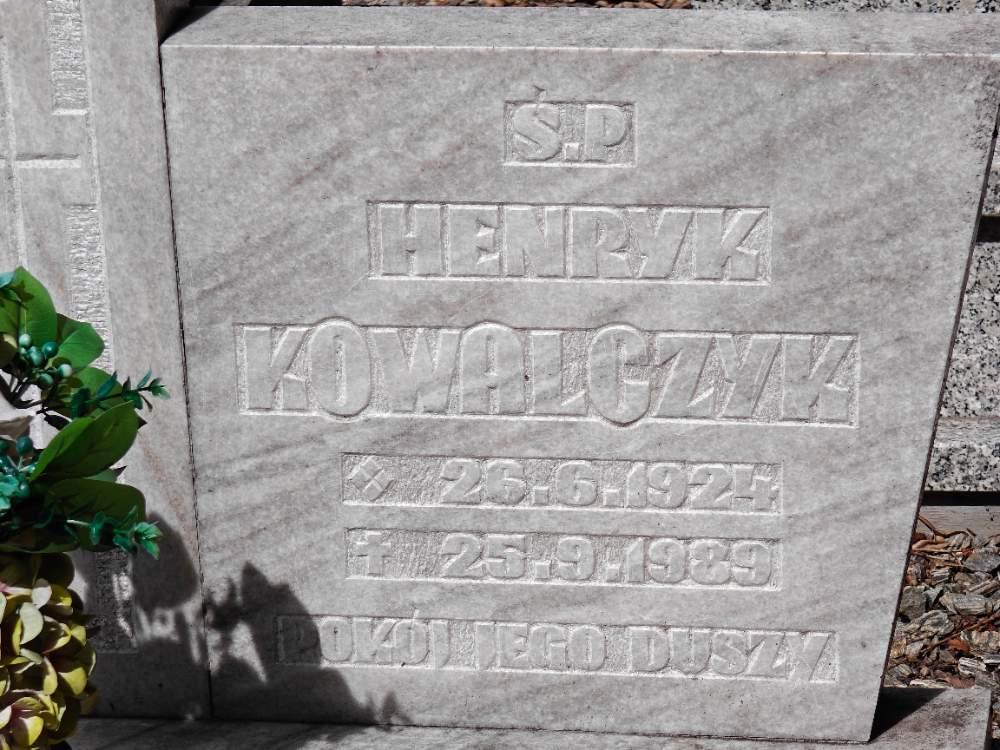 Ś.P
HENRYK
KOWALCZYK
26.6.1924
✝ 25.9.1989
POKÓJ JEGO DUSZY